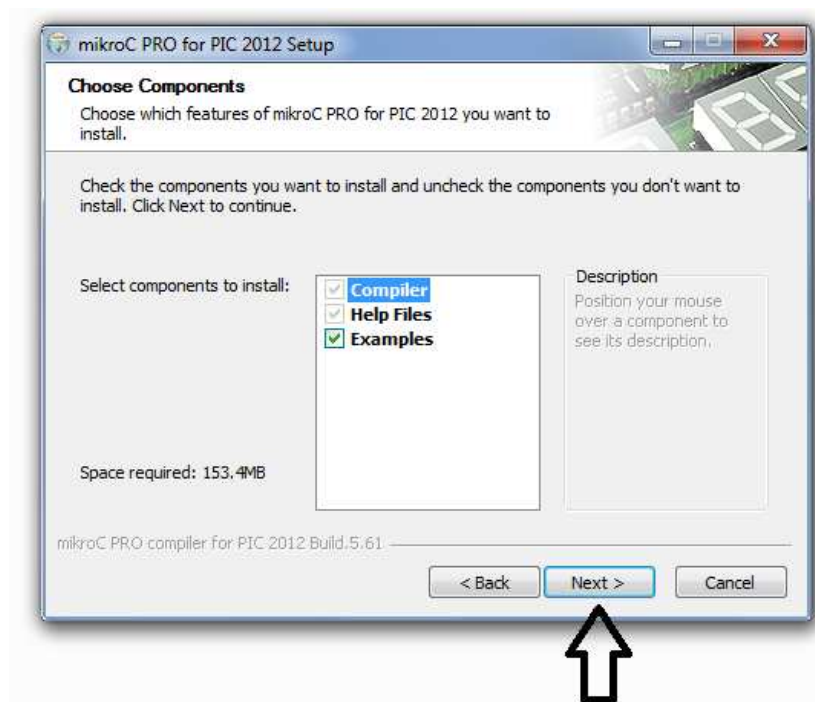 mikroC PRO for PIC 2012 Setup
Choose Components
Choose which features of mikroC PRO for PIC 2012 you want to
install.
Check the components you want to install and uncheck the components you don't want to
install. Click Next to continue.
Select components to install:
Compiler
Help Files
Examples
Description
Position your mouse
over a component to
see its description.
Space required: 153.4MB
mikroC PRO compiler for PIC 2012 Build.5.61
< Back
Next >
Cancel